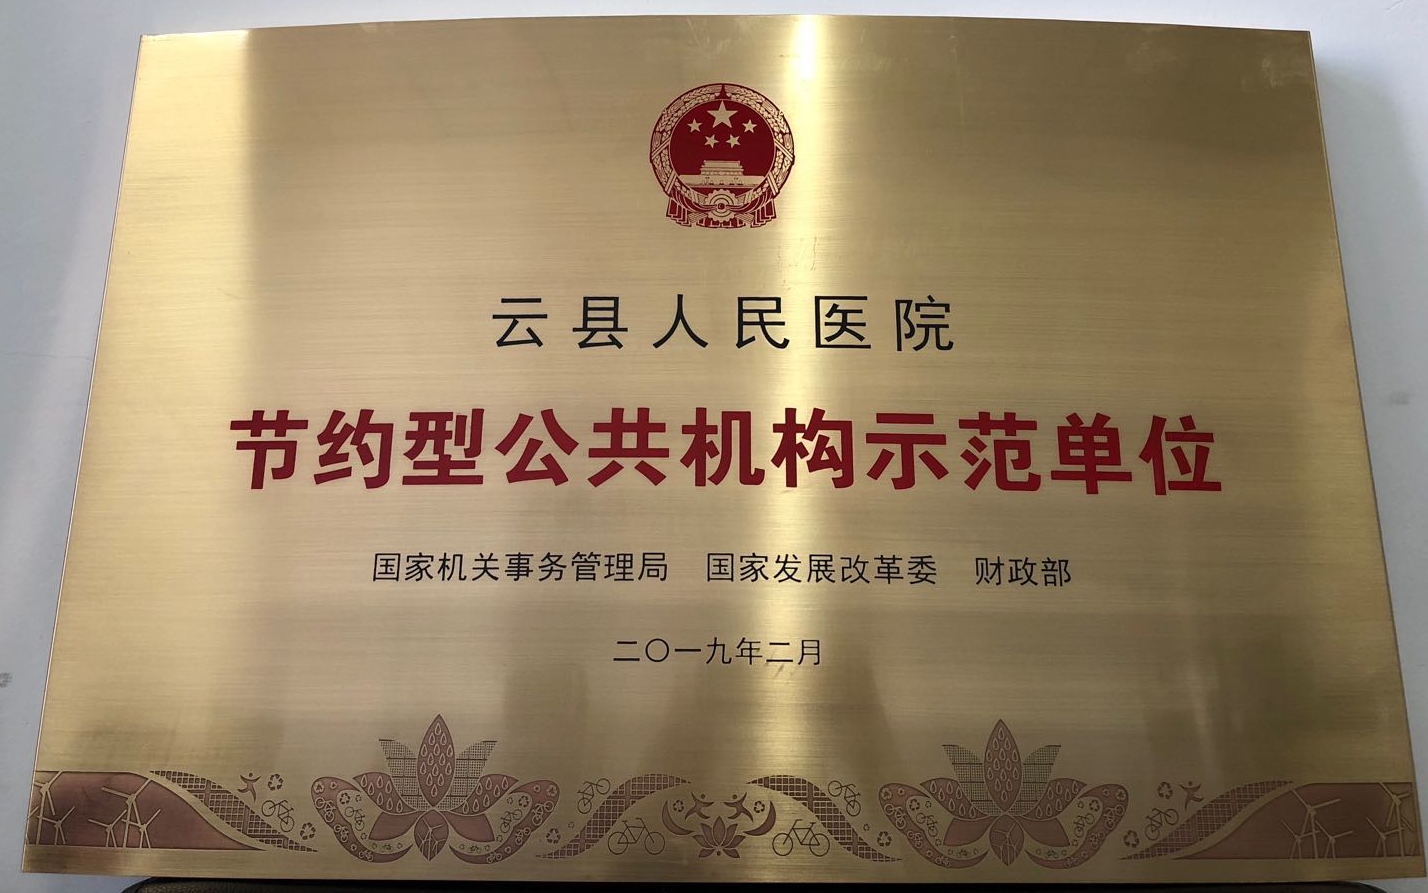 云县人民医院
节约型公共机构示范单位
国家机关事务管理局 国家发展改革委 财政部
二〇一九年二月